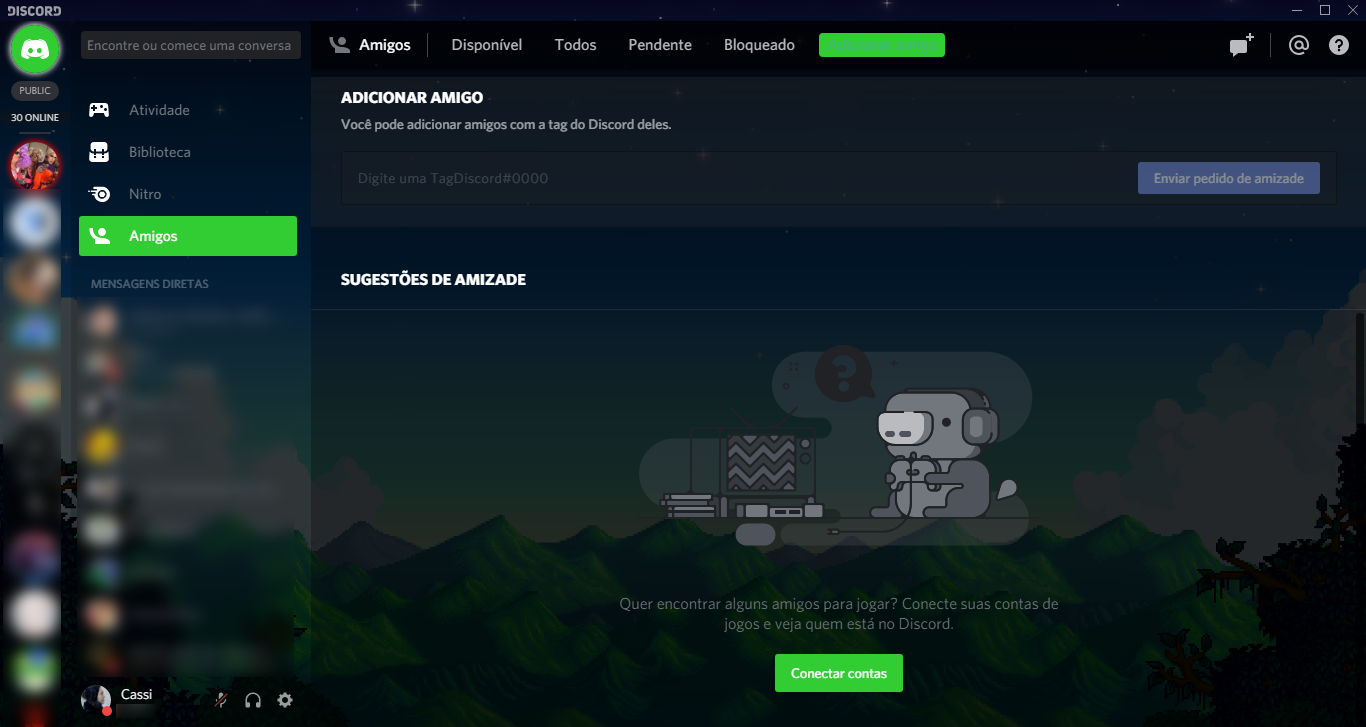 DISCORD
Encontre ou comece uma conversa
Amigos
Disponível
Todos
Pendente
Bloqueado
Adicionar amigo
PUBLIC
30 ONLINE
Atividade
Biblioteca
Nitro
Amigos
MENSAGENS DIRETAS
Cassi
ADICIONAR AMIGO
Você pode adicionar amigos com a tag do Discord deles.
Digite uma TagDiscord#0000
Enviar pedido de amizade
SUGESTÕES DE AMIZADE
Quer encontrar alguns amigos para jogar? Conecte suas contas de
jogos e veja quem está no Discord.
Conectar contas